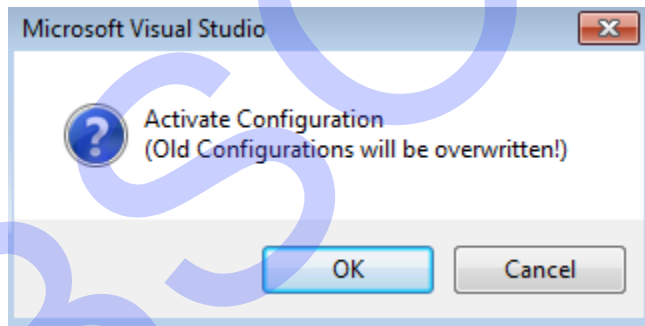 Microsoft Visual Studio
Activate Configuration
(Old Configurations will be overwritten!)
OK
Cancel